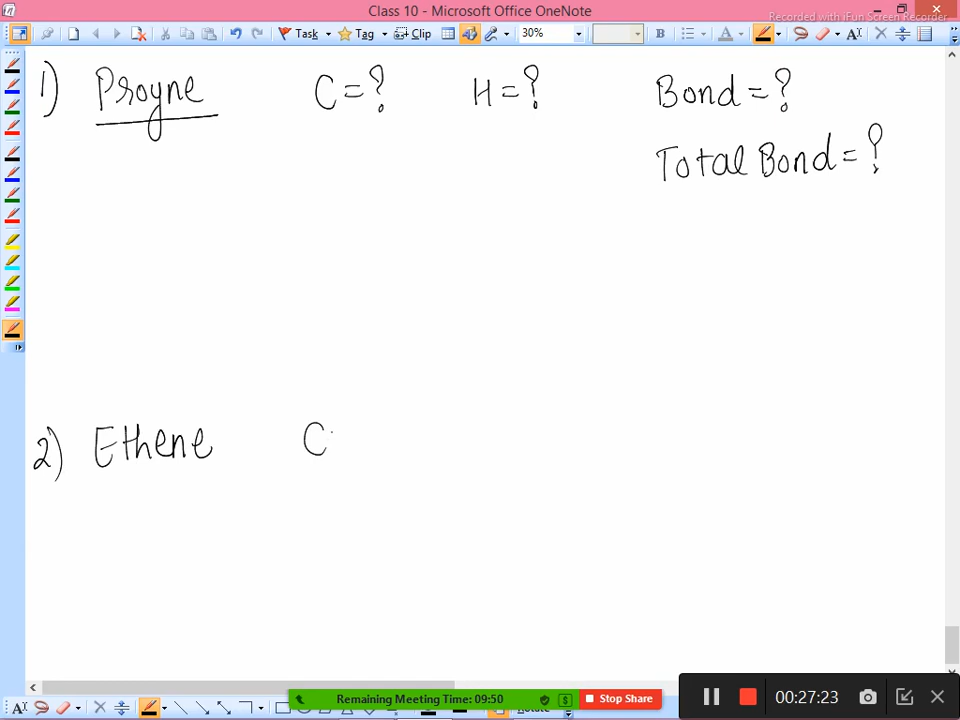 Class 10 - Microsoft Office OneNote
Recorded with iFun Screen Recorder
Task Tag Clip 30% B
1) Proyne C = ? H = ? Bond = ?
Total Bond = ?
2) Ethene C
Remaining Meeting Time: 09:50 Stop Share
00:27:23